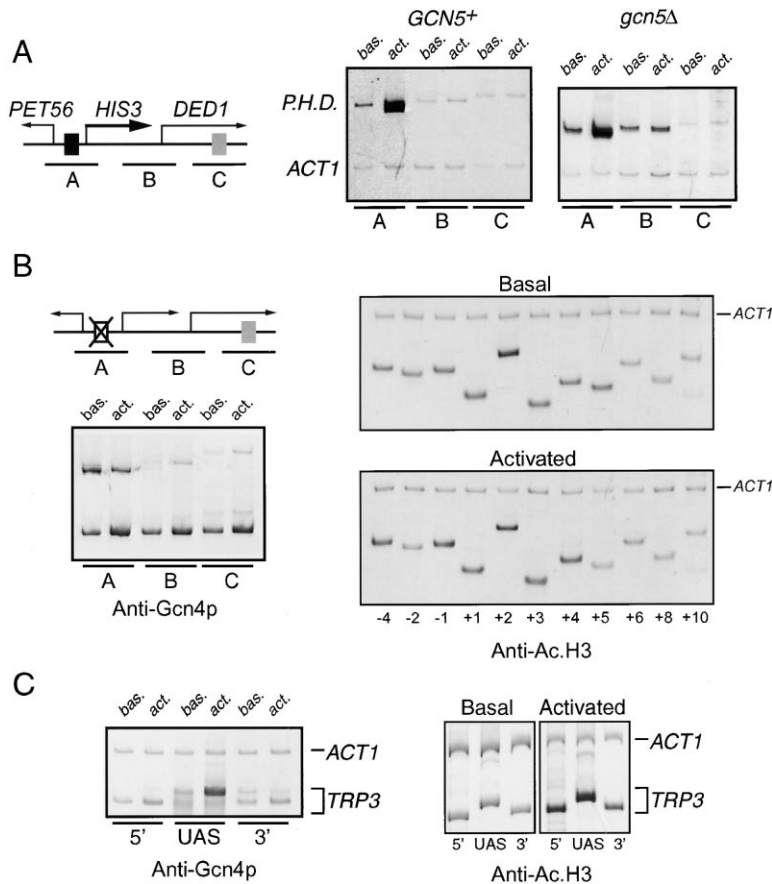 A
GCN5+
gcn5Δ
bas. act. bas. act. bas. act.
bas. act. bas. act. bas. act.
PET56 HIS3 DED1
P.H.D.
ACT1
A B C
A B C
A B C
B
Basal
ACT1
A B C
bas. act. bas. act. bas. act.
Activated
ACT1
A B C
-4 -2 -1 +1 +2 +3 +4 +5 +6 +8 +10
Anti-Gcn4p
Anti-Ac.H3
C
bas. act. bas. act. bas. act.
Basal Activated
ACT1
ACT1
TRP3
TRP3
5' UAS 3'
5' UAS 3' 5' UAS 3'
Anti-Gcn4p
Anti-Ac.H3